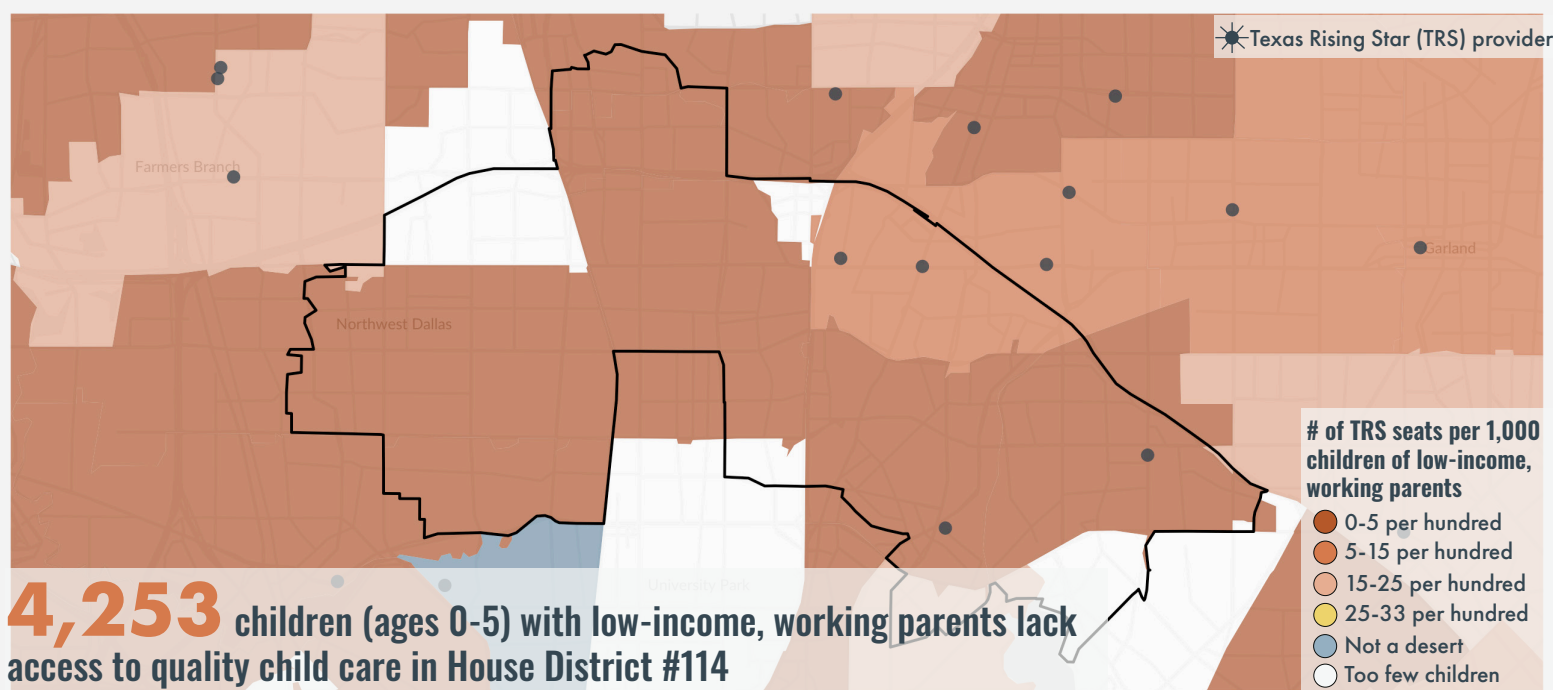 Texas Rising Star (TRS) provider
Farmers Branch
Garland
Northwest Dallas
# of TRS seats per 1,000
children of low-income,
working parents
0-5 per hundred
5-15 per hundred
15-25 per hundred
25-33 per hundred
Not a desert
Too few children
University Park
4,253 children (ages 0-5) with low-income, working parents lack
access to quality child care in House District #114